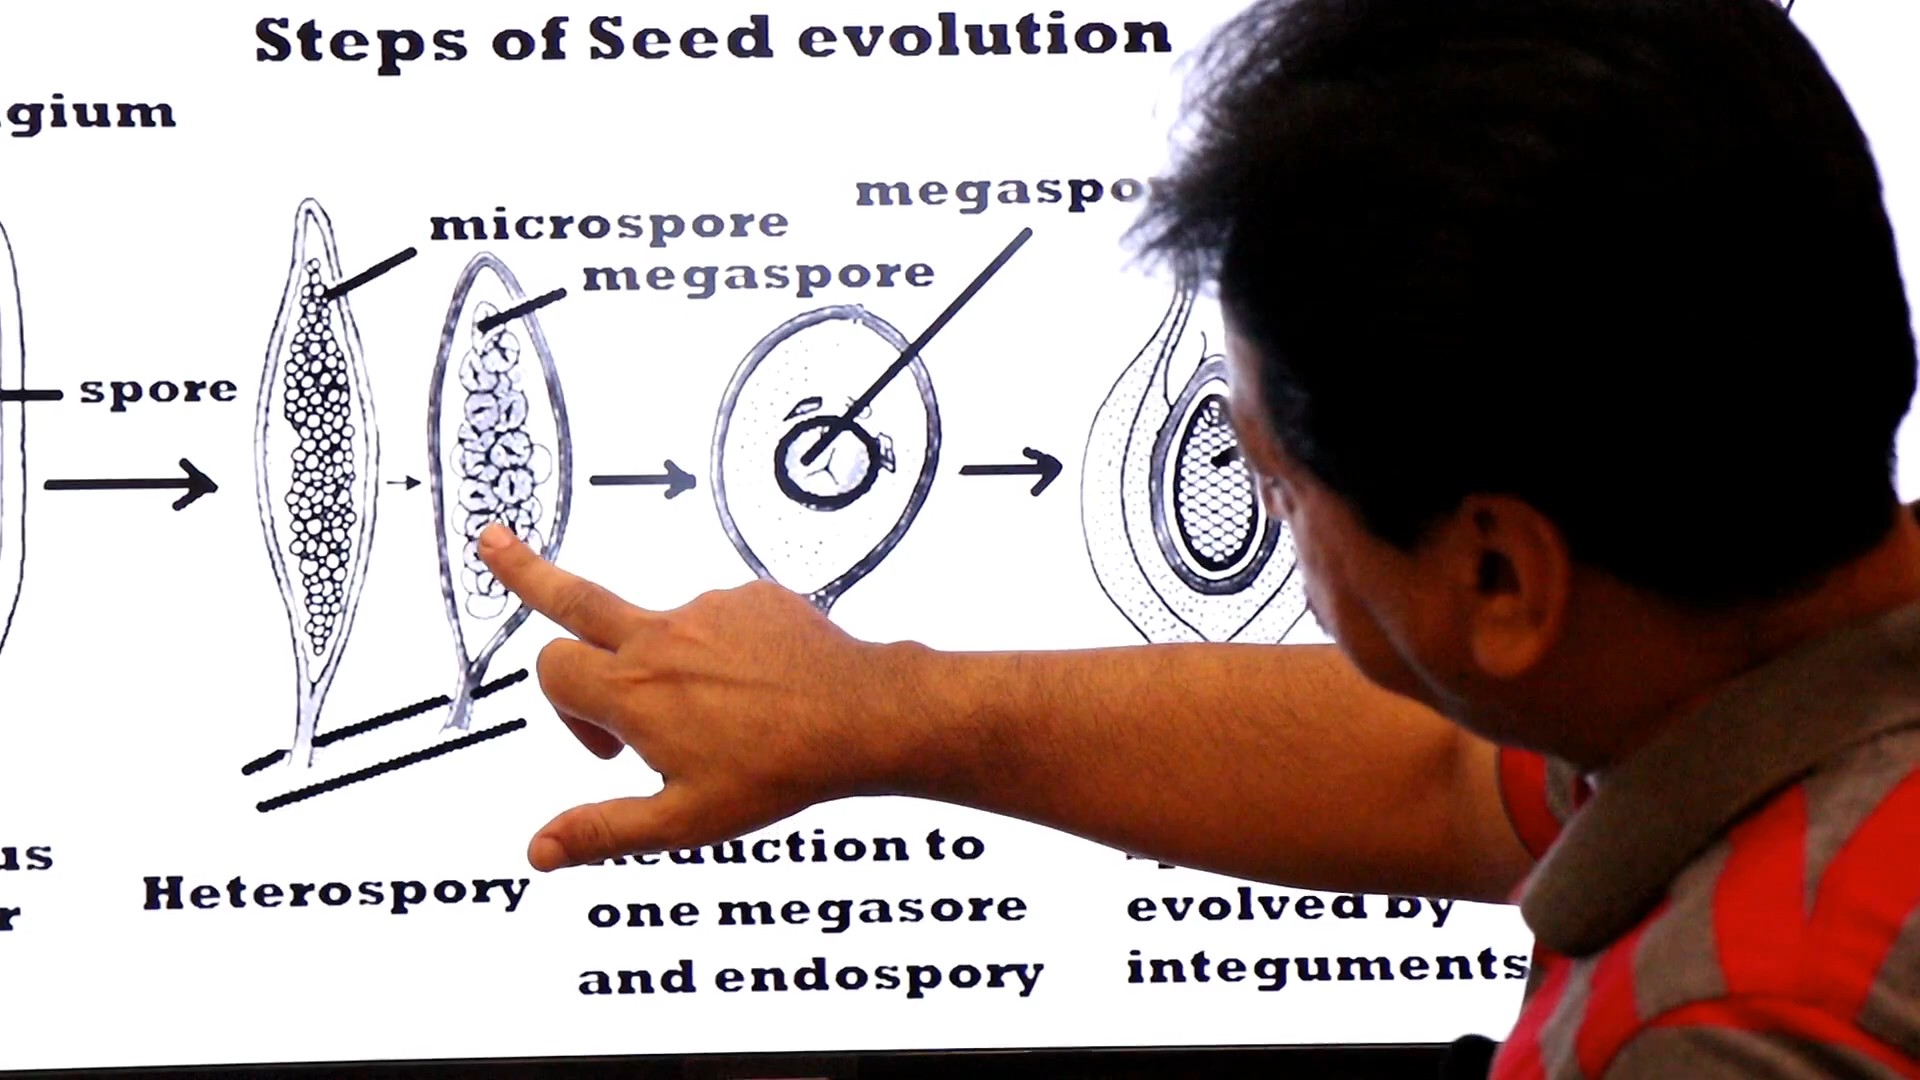 Steps of Seed evolution
gium
microspore
megaspore
megaspo
spore
us
r
Heterospory
Reduction to
one megasore
and endospory
evolved by
integuments